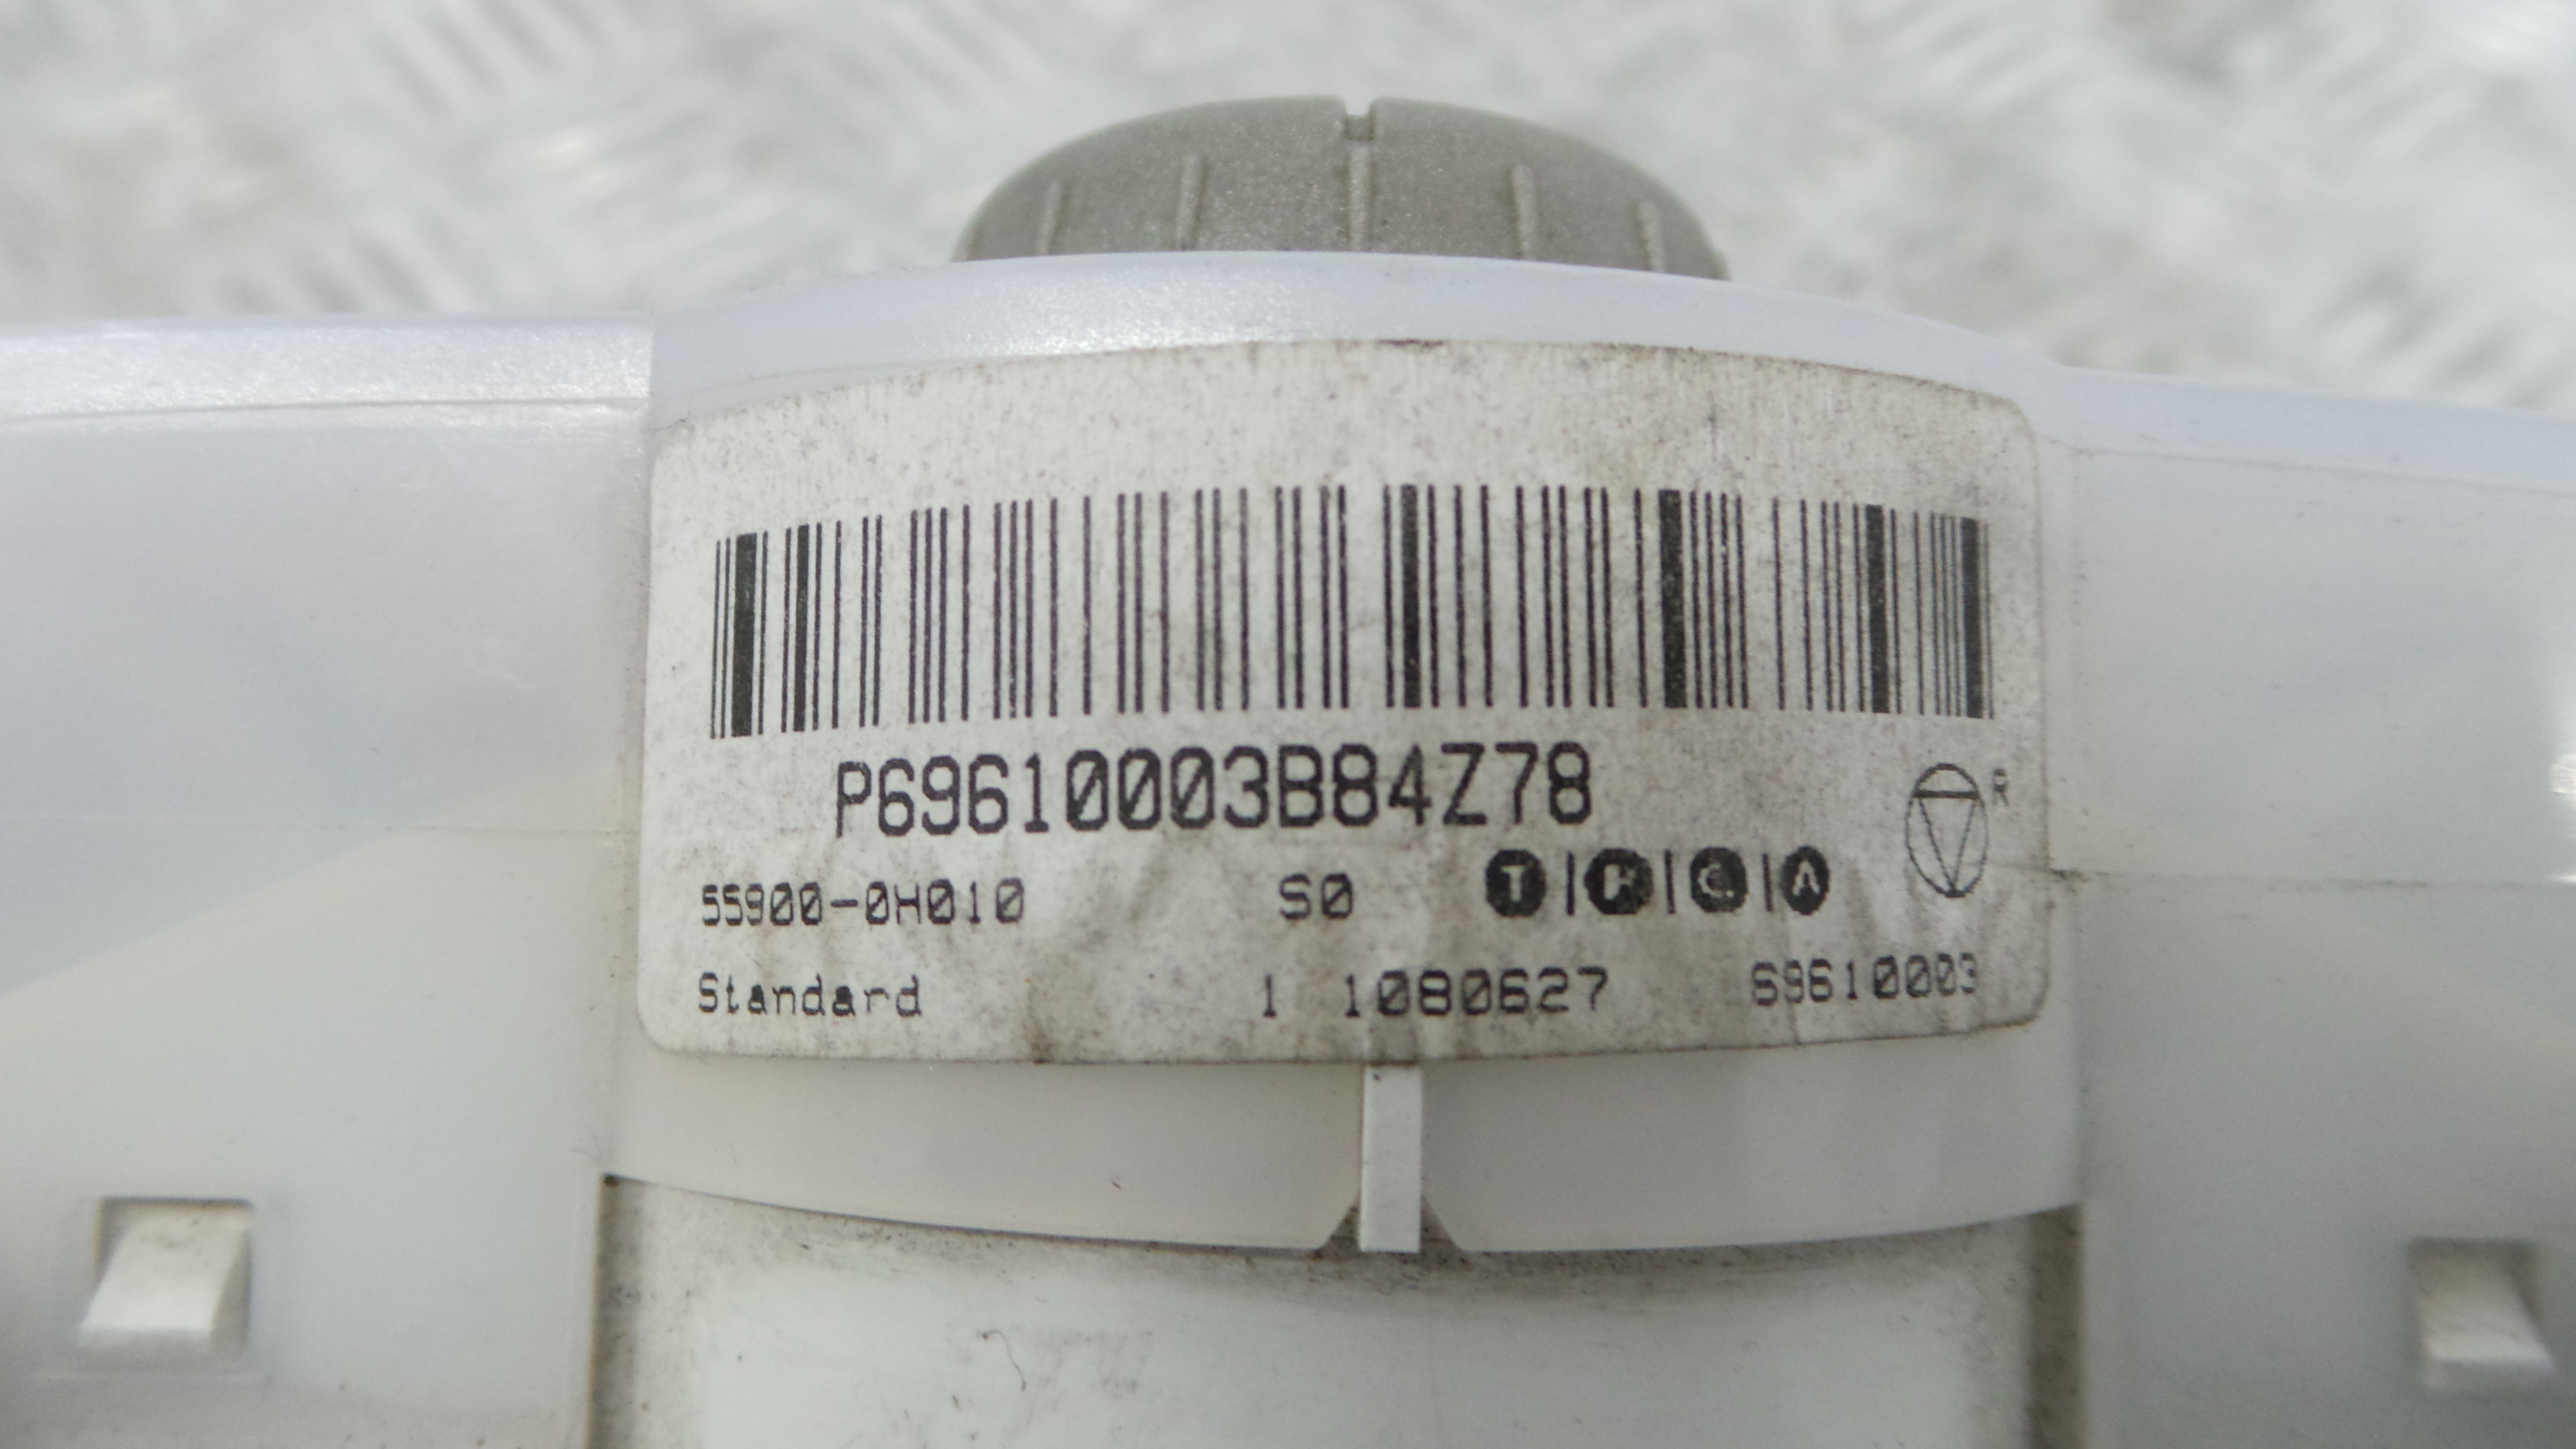 P69610003B84Z78
R
55900-0H010 S0 T|P|C|A
Standard 1 1080627 69610003